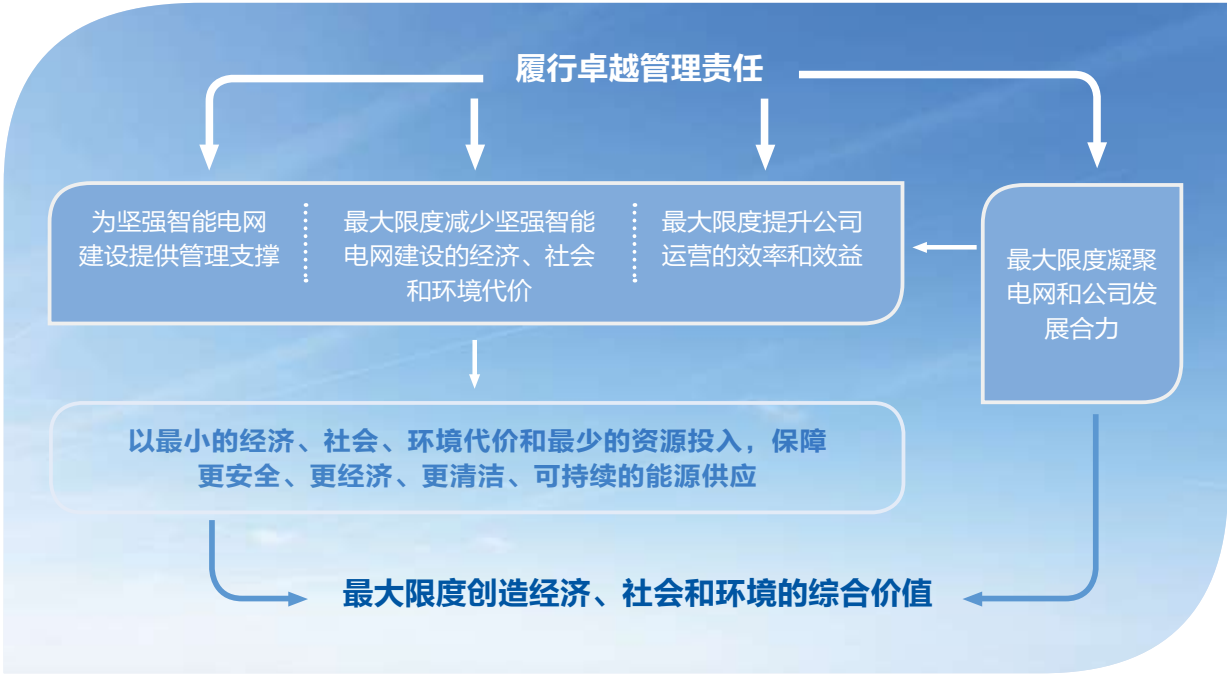 履行卓越管理责任
为坚强智能电网
建设提供管理支撑
最大限度减少坚强智能
电网建设的经济、社会
和环境代价
最大限度提升公司
运营的效率和效益
最大限度凝聚
电网和公司发
展合力
以最小的经济、社会、环境代价和最少的资源投入，保障
更安全、更经济、更清洁、可持续的能源供应
最大限度创造经济、社会和环境的综合价值